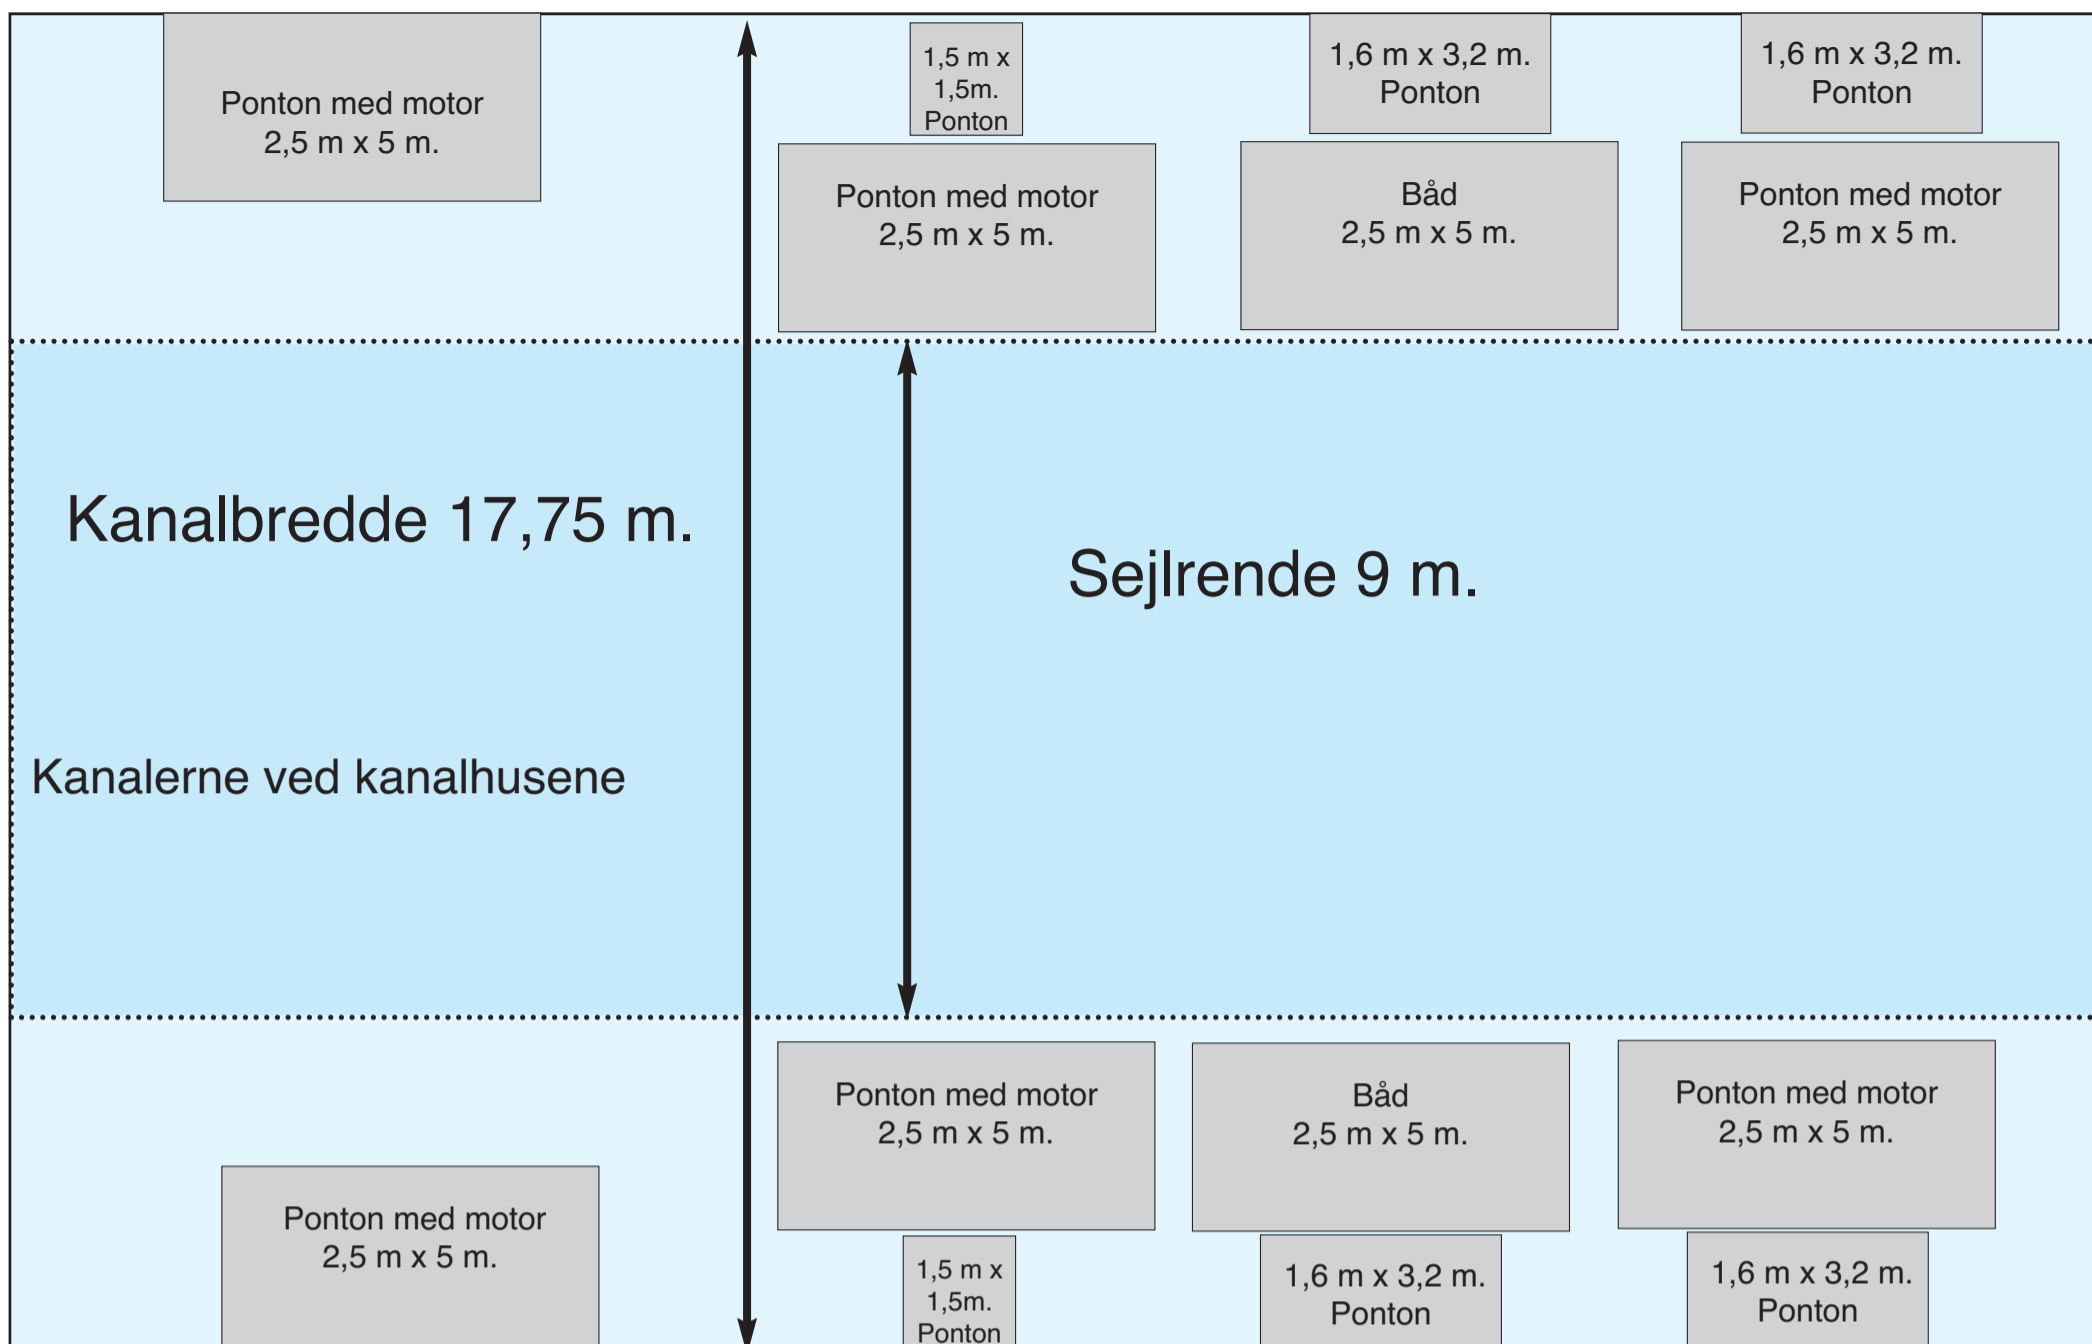 Ponton med motor
2,5 m x 5 m.
1,5 m x
1,5m.
Ponton
1,6 m x 3,2 m.
Ponton
1,6 m x 3,2 m.
Ponton
Ponton med motor
2,5 m x 5 m.
Båd
2,5 m x 5 m.
Ponton med motor
2,5 m x 5 m.
Kanalbredde 17,75 m.
Sejlrende 9 m.
Kanalerne ved kanalhusene
Ponton med motor
2,5 m x 5 m.
Båd
2,5 m x 5 m.
Ponton med motor
2,5 m x 5 m.
Ponton med motor
2,5 m x 5 m.
1,5 m x
1,5m.
Ponton
1,6 m x 3,2 m.
Ponton
1,6 m x 3,2 m.
Ponton